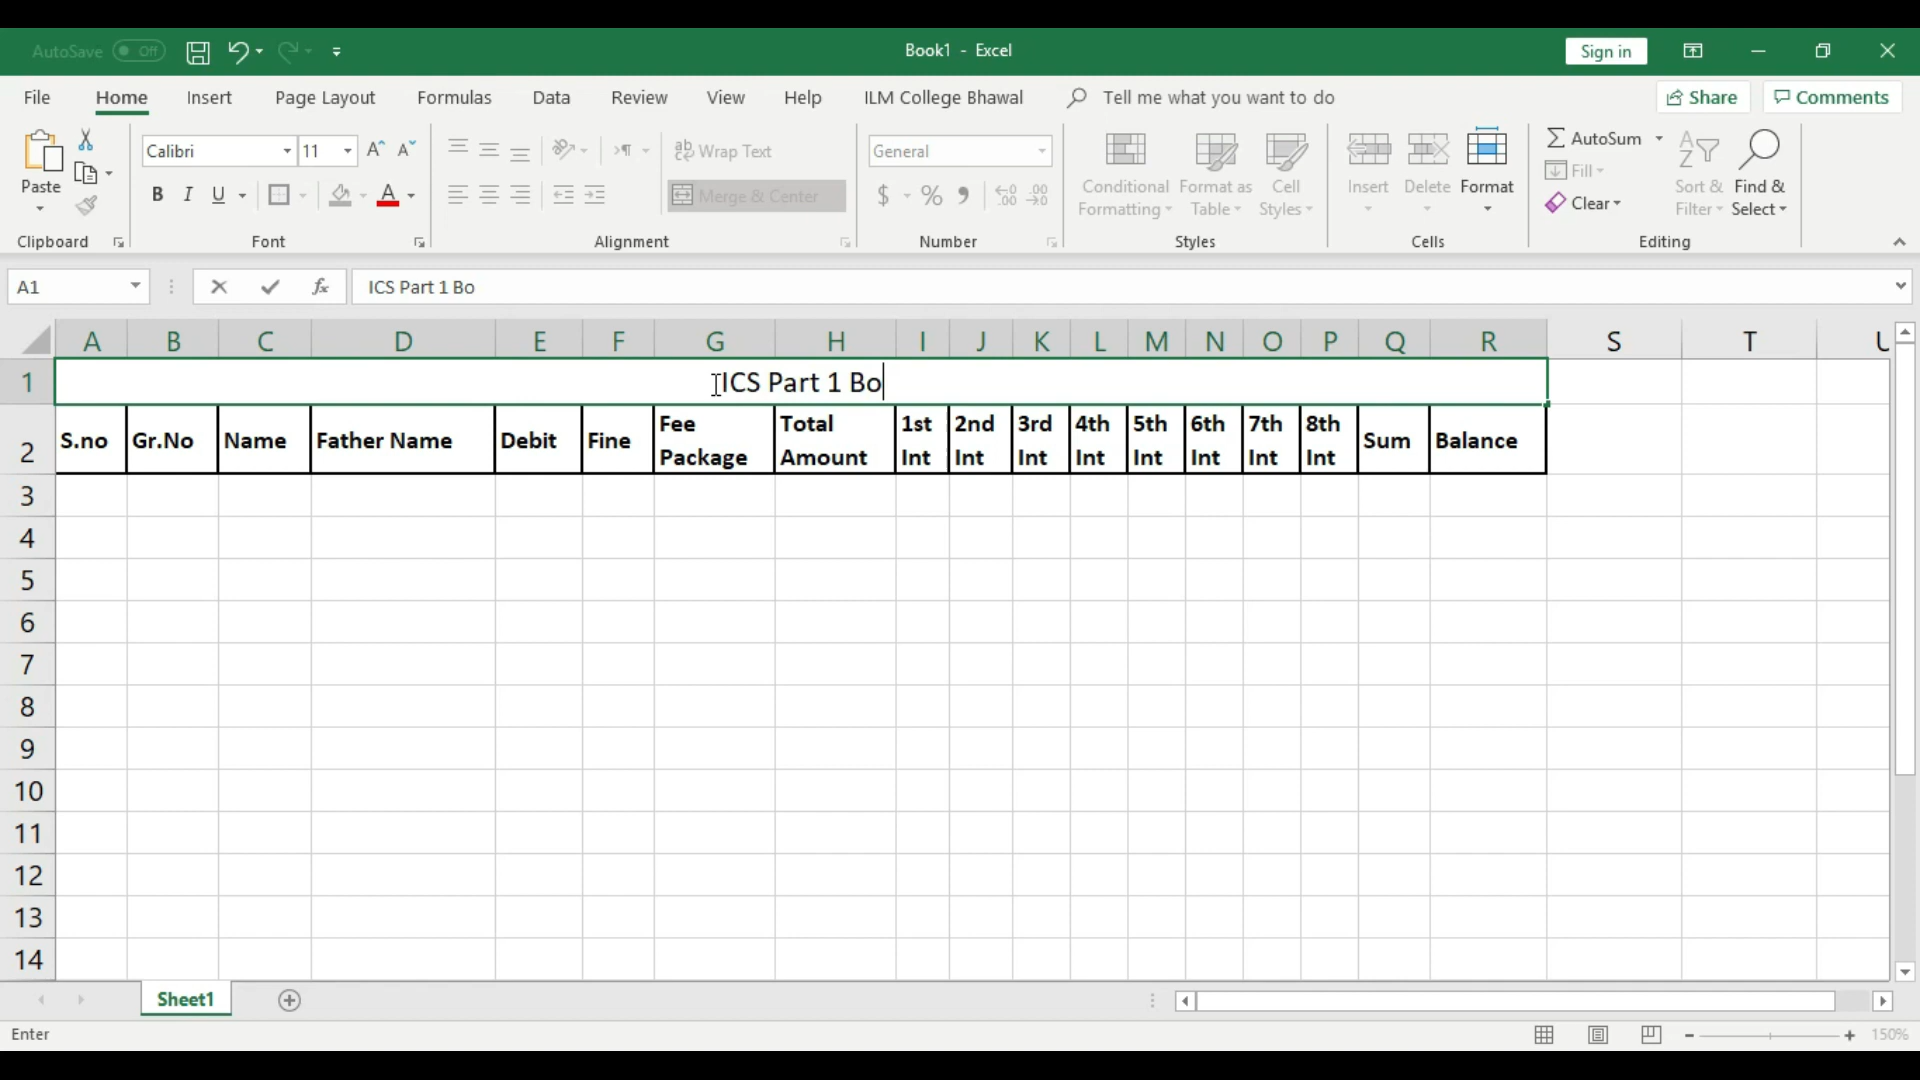 AutoSave Off
Book1 - Excel
Sign in
File Home Insert Page Layout Formulas Data Review View Help ILM College Bhawal Tell me what you want to do
Share Comments
Paste
Calibri 11
B I U A
Wrap Text
Merge & Center
General
$ % ,
Conditional Formatting
Format as Table
Cell Styles
Insert Delete Format
AutoSum
Fill
Clear
Sort & Filter
Find & Select
Clipboard Font Alignment Number Styles Cells Editing
A1 fx ICS Part 1 Bo
A B C D E F G H I J K L M N O P Q R S T U
1 ICS Part 1 Bo
2 S.no Gr.No Name Father Name Debit Fine Fee Package Total Amount 1st Int 2nd Int 3rd Int 4th Int 5th Int 6th Int 7th Int 8th Int Sum Balance
3
4
5
6
7
8
9
10
11
12
13
14
Sheet1
Enter 150%